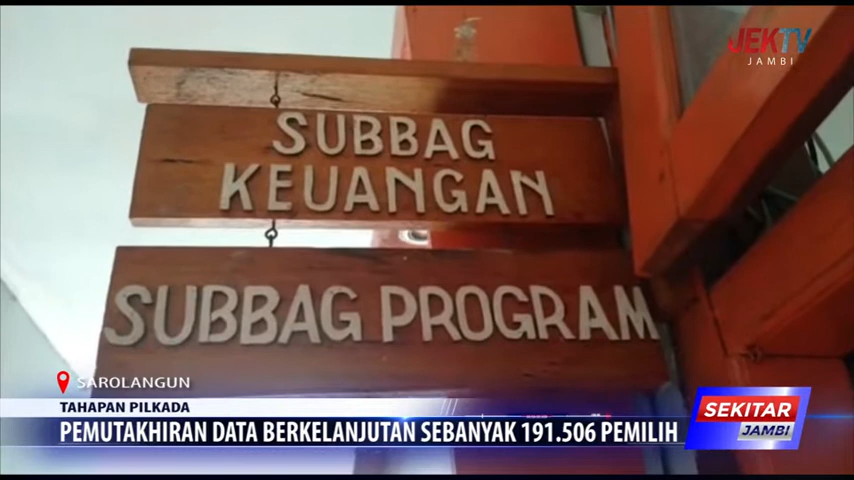 JEKTV
JAMBI
SUBBAG
KEUANGAN
SUBBAG PROGRAM
SAROLANGUN
TAHAPAN PILKADA
PEMUTAKHIRAN DATA BERKELANJUTAN SEBANYAK 191.506 PEMILIH
SEKITAR
JAMBI